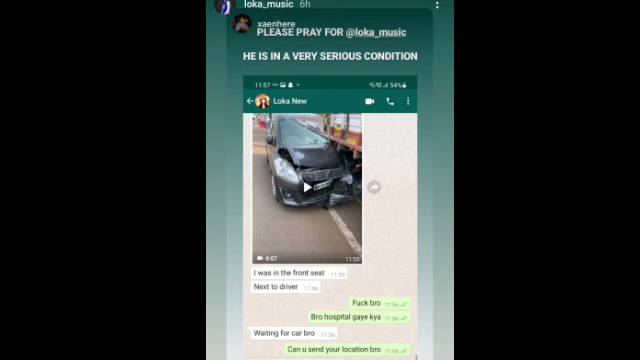 loka_music 6h
xaenhere
PLEASE PRAY FOR @loka_music
HE IS IN A VERY SERIOUS CONDITION
11:57 54%
Loka New
0:07 11:55
I was in the front seat 11:55
Next to driver 11:56
Fuck bro 11:56
Bro hospital gaye kya 11:56
Waiting for car bro 11:56
Can u send your location bro 11:56